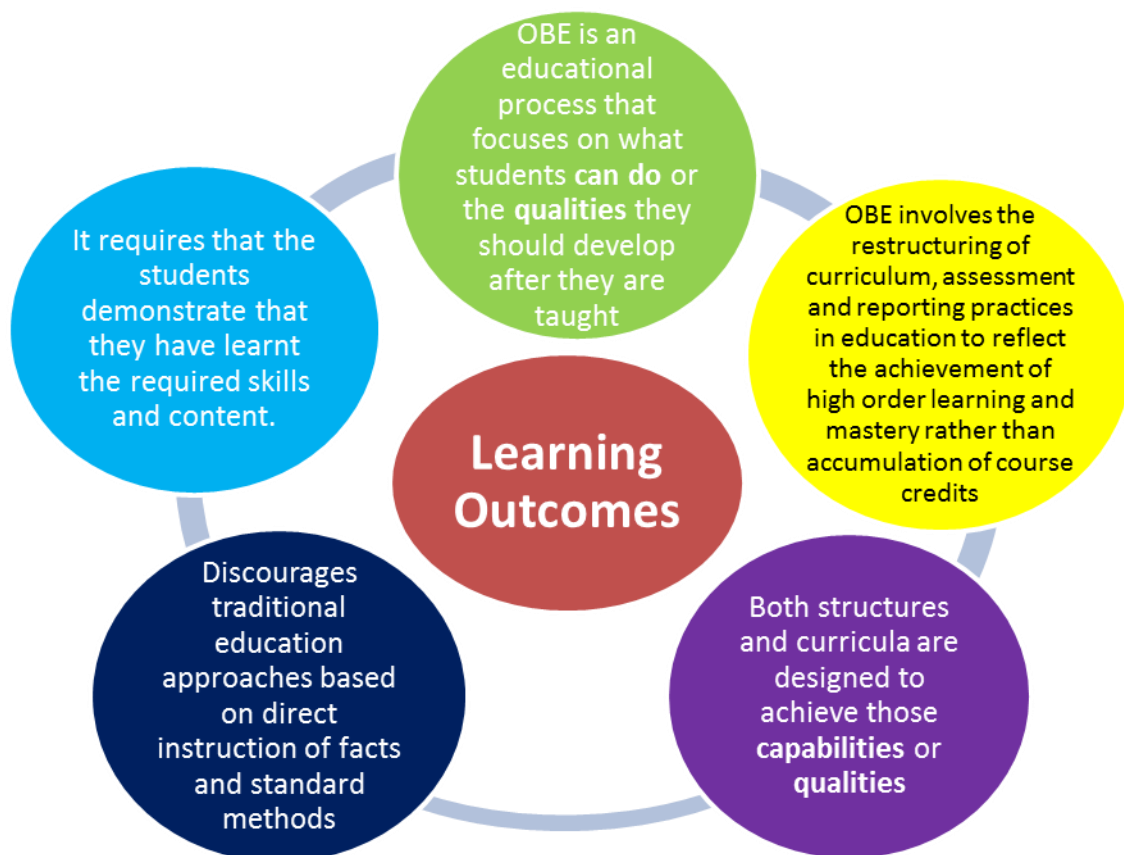 OBE is an
educational
process that
focuses on what
students can do or
the qualities they
should develop
after they are
taught
OBE involves the
restructuring of
curriculum, assessment
and reporting practices
in education to reflect
the achievement of
high order learning and
mastery rather than
accumulation of course
credits
Both structures
and curricula are
designed to
achieve those
capabilities or
qualities
Discourages
traditional
education
approaches based
on direct
instruction of facts
and standard
methods
It requires that the
students
demonstrate that
they have learnt
the required skills
and content.
Learning
Outcomes